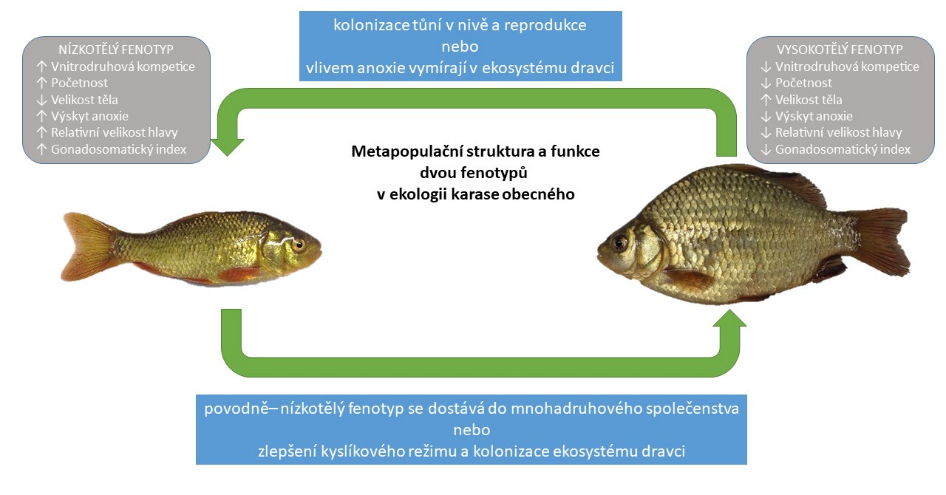 kolonizace tůní v nivě a reprodukce
nebo
vlivem anoxie vymírají v ekosystému dravci
NÍZKOTĚLÝ FENOTYP
↑ Vnitrodruhová kompetice
↑ Početnost
↓ Velikost těla
↑ Výskyt anoxie
↑ Relativní velikost hlavy
↑ Gonadosomatický index
VYSOKOTĚLÝ FENOTYP
↓ Vnitrodruhová kompetice
↓ Početnost
↑ Velikost těla
↓ Výskyt anoxie
↓ Relativní velikost hlavy
↓ Gonadosomatický index
Metapopulační struktura a funkce
dvou fenotypů
v ekologii karase obecného
povodně– nízkotělý fenotyp se dostává do mnohadruhového společenstva
nebo
zlepšení kyslíkového režimu a kolonizace ekosystému dravci